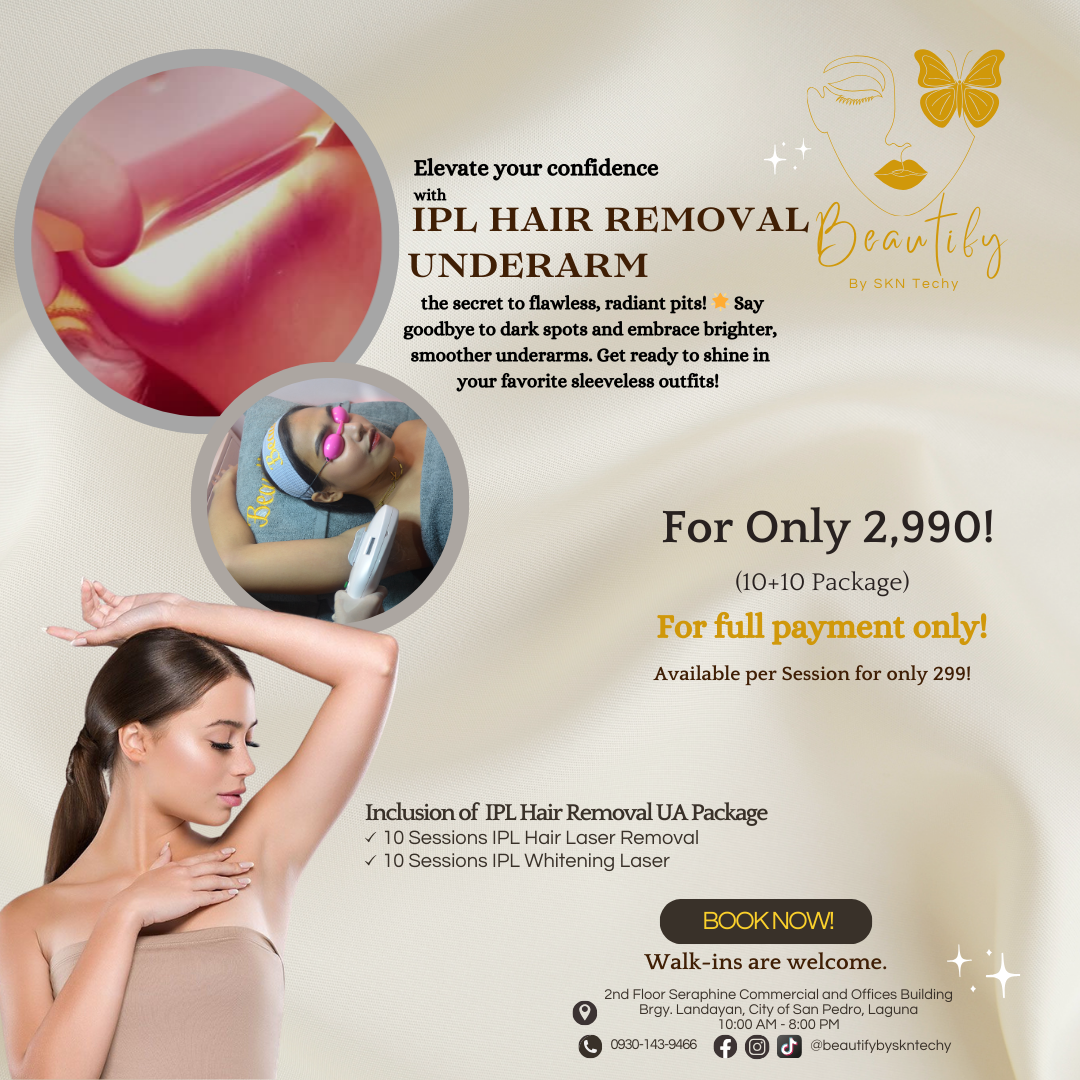 Elevate your confidence
with
IPL HAIR REMOVAL
UNDERARM
the secret to flawless, radiant pits! Say
goodbye to dark spots and embrace brighter,
smoother underarms. Get ready to shine in
your favorite sleeveless outfits!
Beautify
By SKN Techy
For Only 2,990!
(10+10 Package)
For full payment only!
Available per Session for only 299!
Inclusion of IPL Hair Removal UA Package
✓ 10 Sessions IPL Hair Laser Removal
✓ 10 Sessions IPL Whitening Laser
BOOK NOW!
Walk-ins are welcome.
2nd Floor Seraphine Commercial and Offices Building
Brgy. Landayan, City of San Pedro, Laguna
10:00 AM - 8:00 PM
0930-143-9466 @beautifybyskntechy